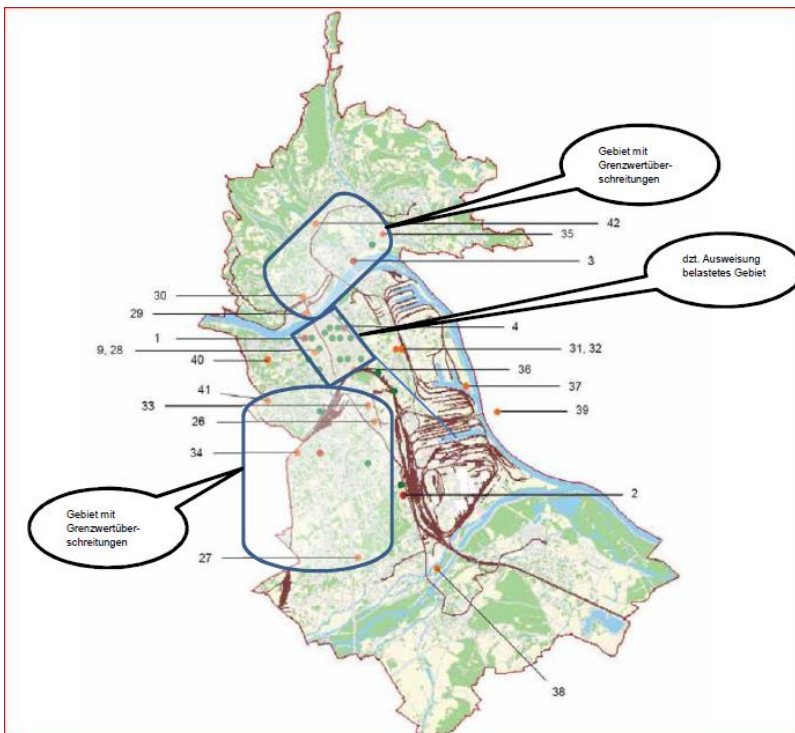 Gebiet mit
Grenzwertüber-
schreitungen
42
35
3
dzt. Ausweisung
belastetes Gebiet
30
29
1
4
9, 28
31, 32
40
36
41
37
33
39
26
34
2
Gebiet mit
Grenzwertüber-
schreitungen
27
38